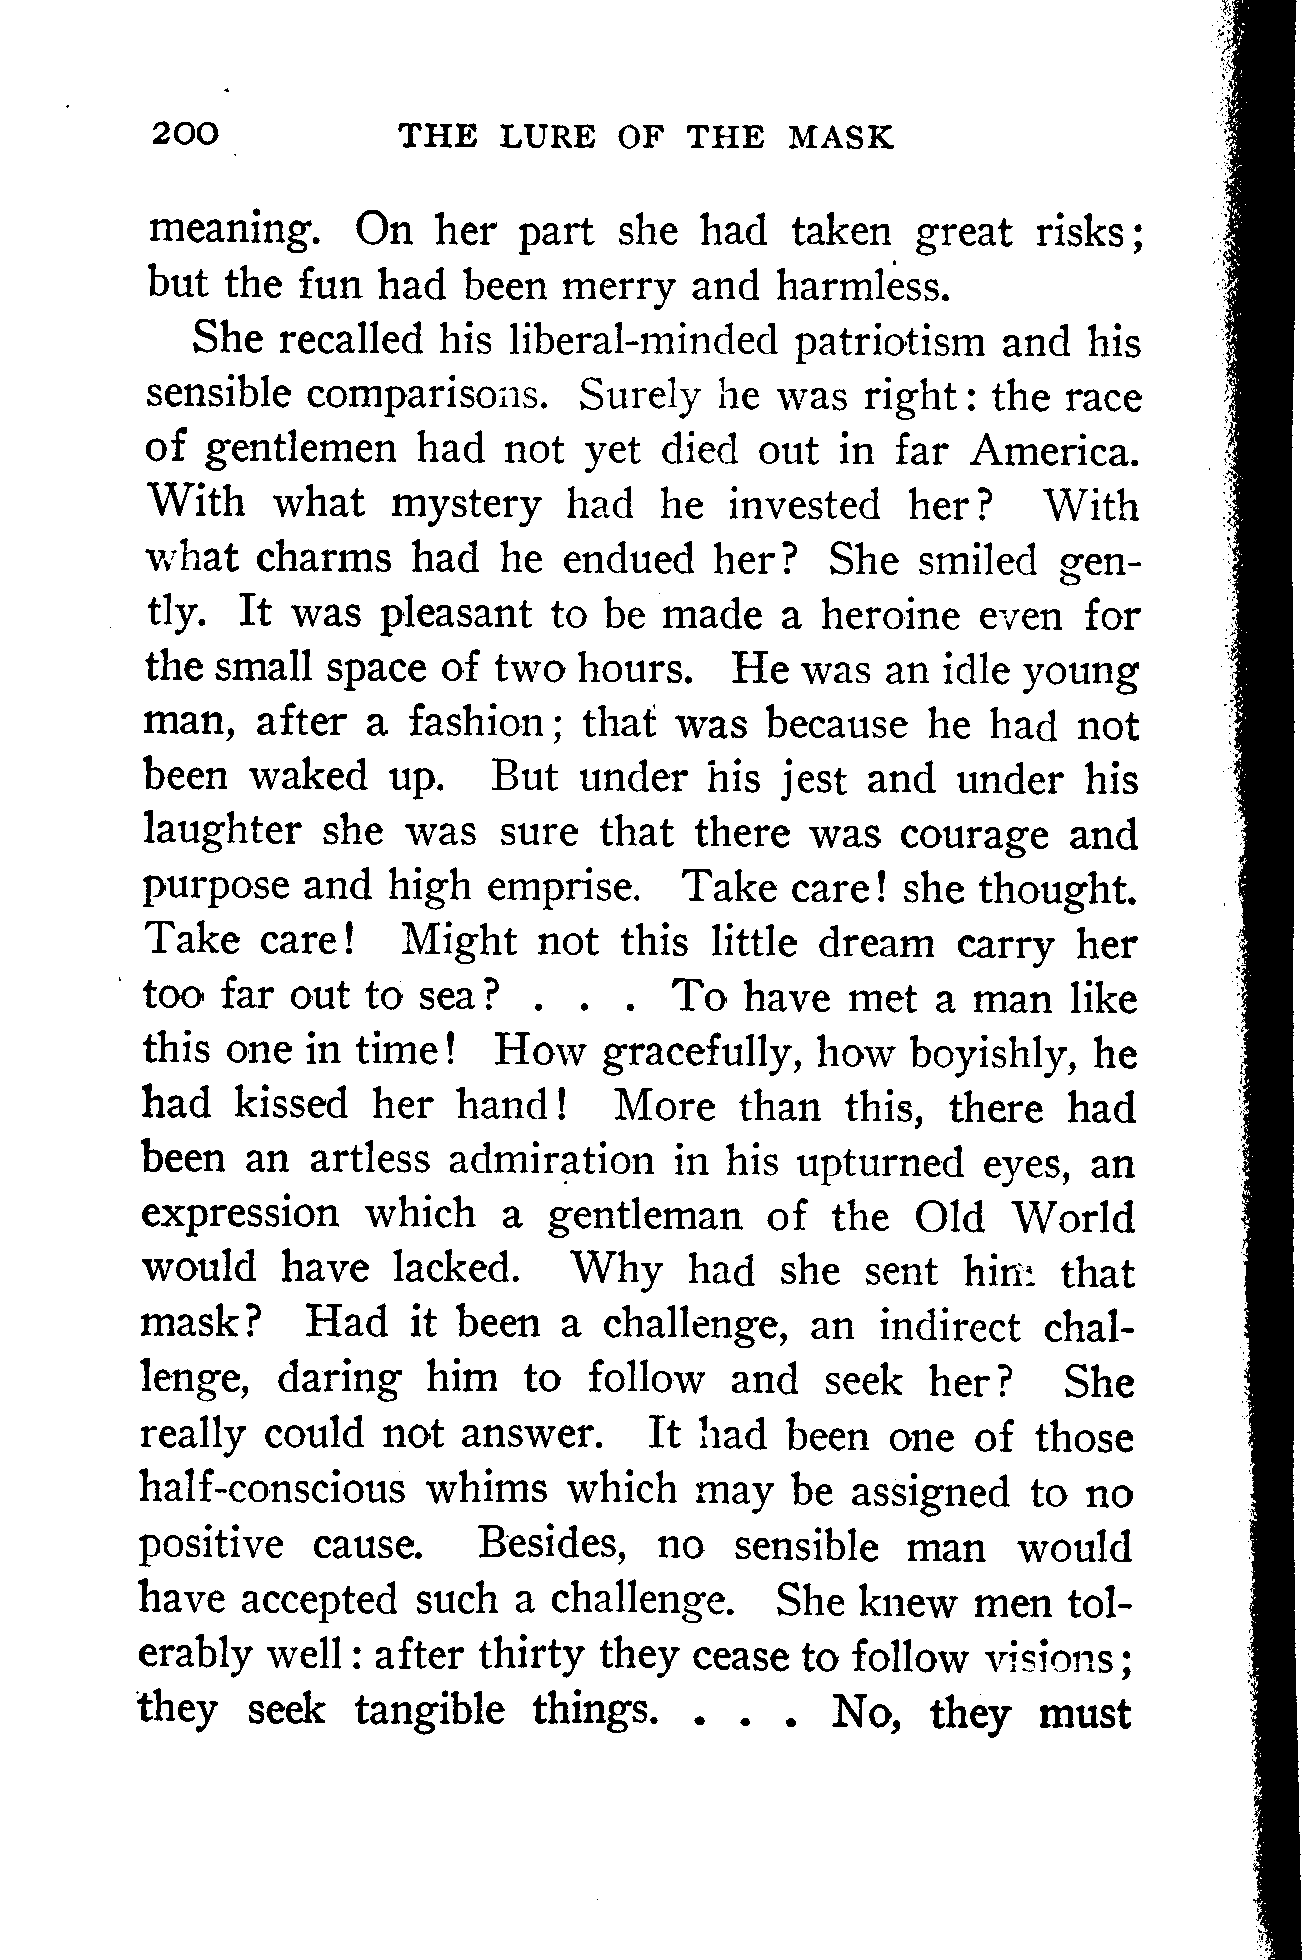 200 THE LURE OF THE MASK
meaning. On her part she had taken great risks;
but the fun had been merry and harmless.
She recalled his liberal-minded patriotism and his
sensible comparisons. Surely he was right: the race
of gentlemen had not yet died out in far America.
With what mystery had he invested her? With
what charms had he endued her? She smiled gen-
tly. It was pleasant to be made a heroine even for
the small space of two hours. He was an idle young
man, after a fashion; that was because he had not
been waked up. But under his jest and under his
laughter she was sure that there was courage and
purpose and high emprise. Take care! she thought.
Take care! Might not this little dream carry her
too far out to sea? . . . To have met a man like
this one in time! How gracefully, how boyishly, he
had kissed her hand! More than this, there had
been an artless admiration in his upturned eyes, an
expression which a gentleman of the Old World
would have lacked. Why had she sent him that
mask? Had it been a challenge, an indirect chal-
lenge, daring him to follow and seek her? She
really could not answer. It had been one of those
half-conscious whims which may be assigned to no
positive cause. Besides, no sensible man would
have accepted such a challenge. She knew men tol-
erably well: after thirty they cease to follow visions;
they seek tangible things. . . . No, they must